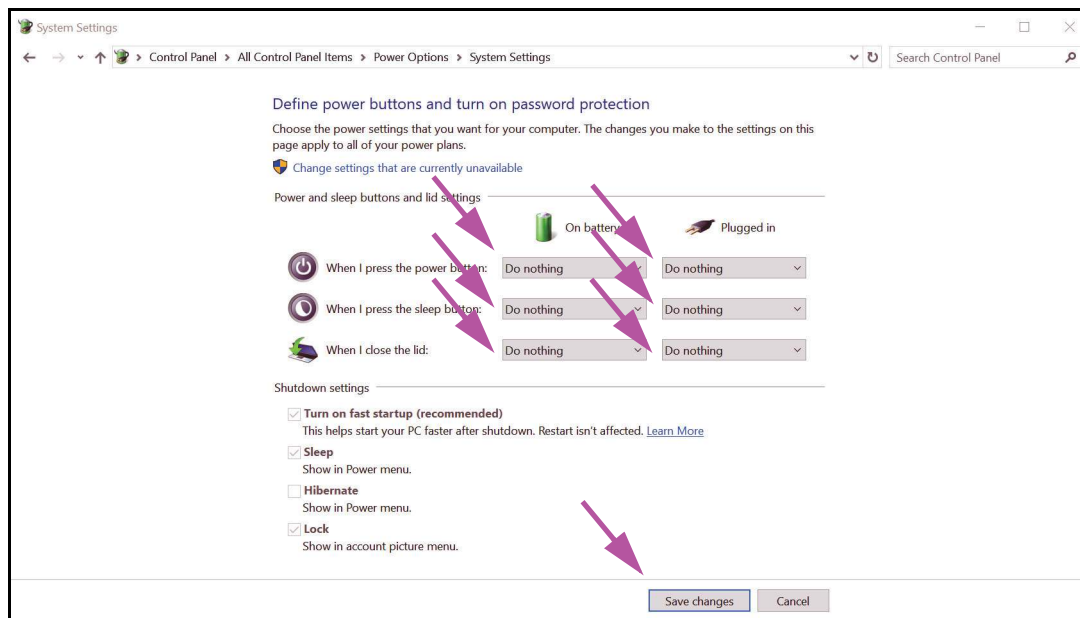 System Settings
Control Panel > All Control Panel Items > Power Options > System Settings
Search Control Panel
Define power buttons and turn on password protection
Choose the power settings that you want for your computer. The changes you make to the settings on this
page apply to all of your power plans.
Change settings that are currently unavailable
Power and sleep buttons and lid settings
On battery
Plugged in
When I press the power button: Do nothing Do nothing
When I press the sleep button: Do nothing Do nothing
When I close the lid: Do nothing Do nothing
Shutdown settings
Turn on fast startup (recommended)
This helps start your PC faster after shutdown. Restart isn't affected. Learn More
Sleep
Show in Power menu.
Hibernate
Show in Power menu.
Lock
Show in account picture menu.
Save changes Cancel